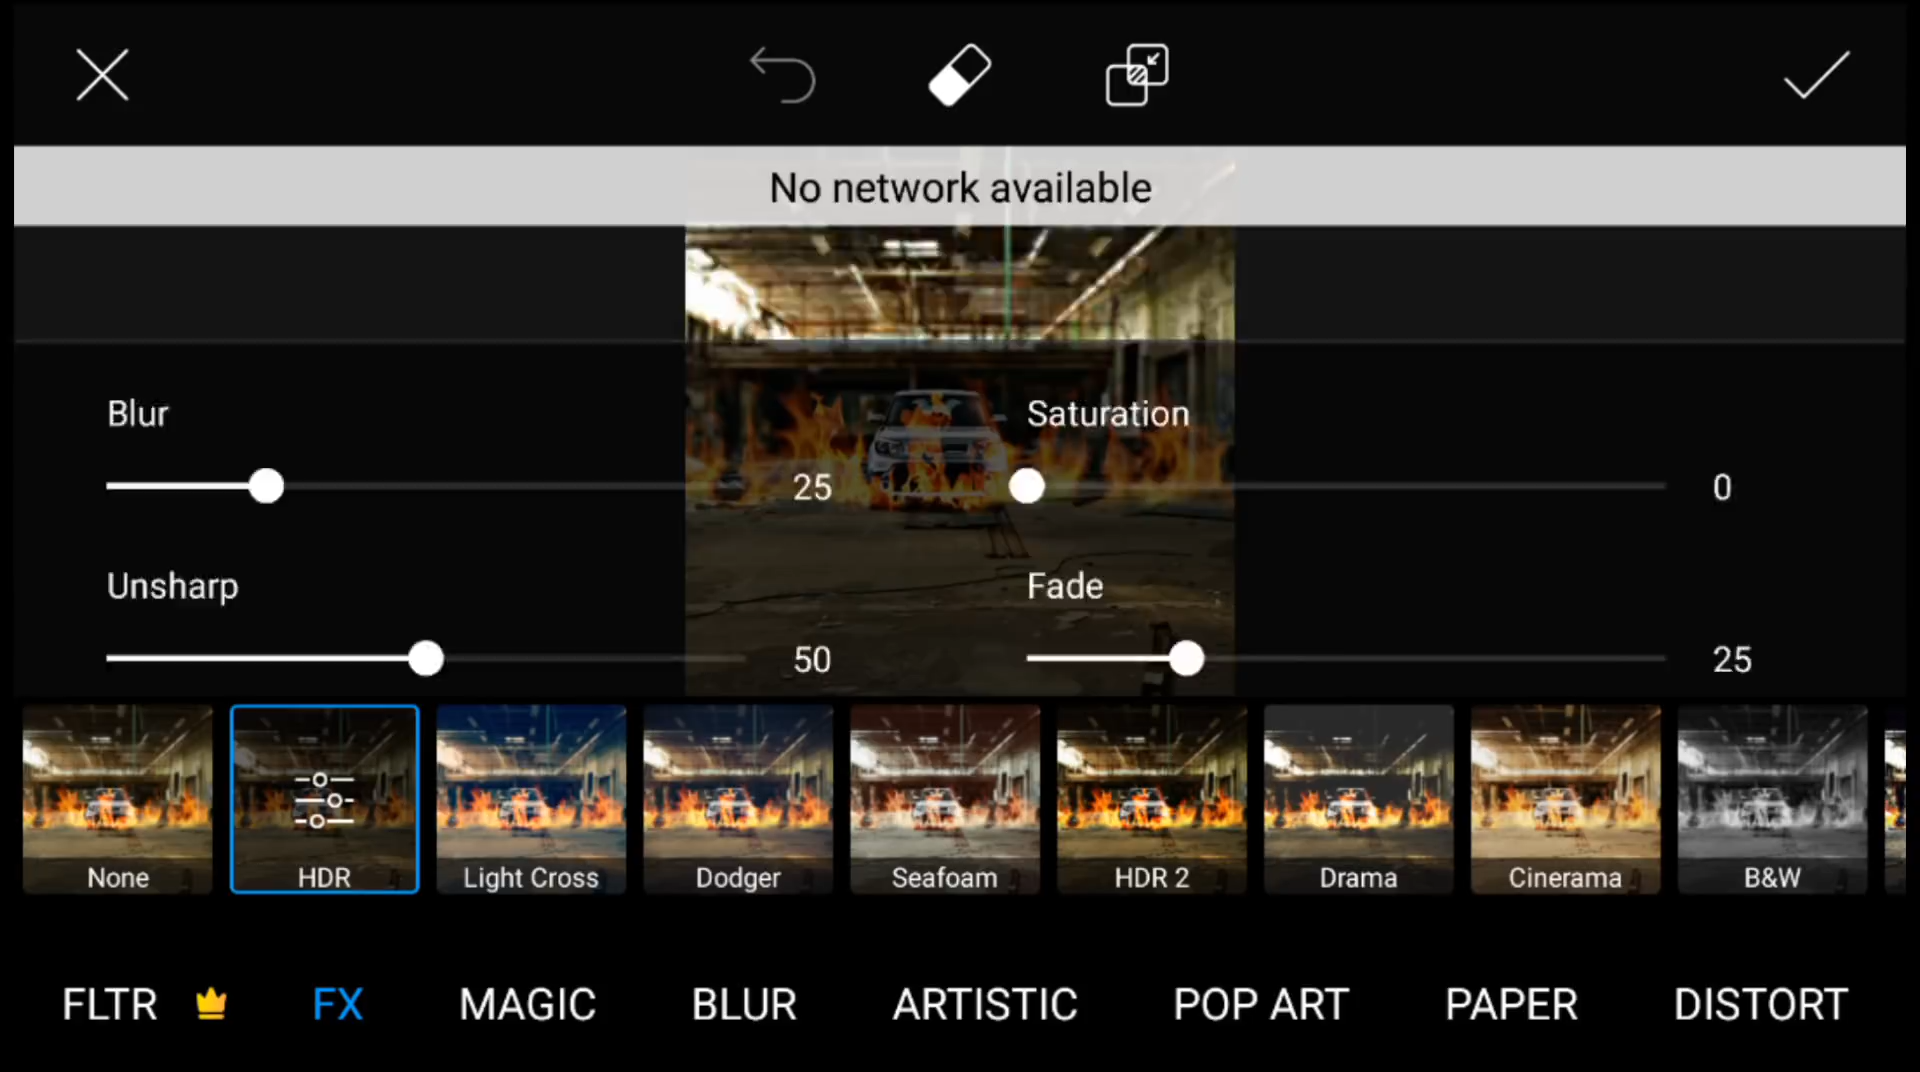 No network available
Blur
Saturation
25
0
Unsharp
Fade
50
25
None
HDR
Light Cross
Dodger
Seafoam
HDR 2
Drama
Cinerama
B&W
FLTR
FX
MAGIC
BLUR
ARTISTIC
POP ART
PAPER
DISTORT